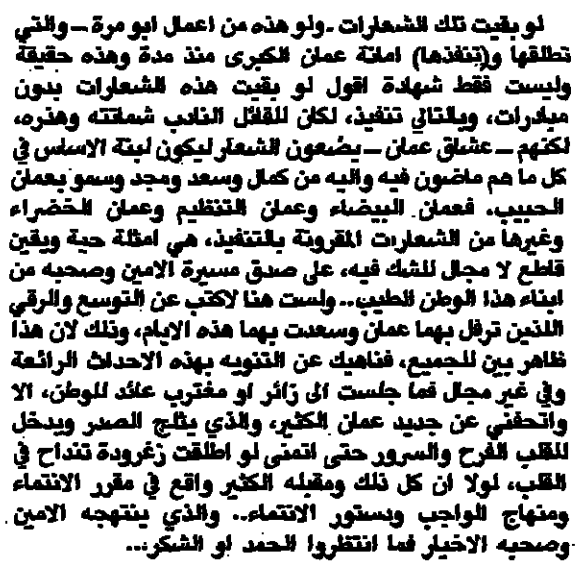 لو بقيت تلك الشعارات ـ ولو هذه من اعمال ابو مرة ـ والتي
تطلقها و(تنفذها) امانة عمان الكبرى منذ مدة وهذه حقيقة
وليست فقط شهادة اقول لو بقيت هذه الشعارات بدون
مبادرات، وبالتالي تنفيذ، لكان للقائل النادب شماتته وهذره،
لكنهم ـ عشاق عمان ـ يضعون الشعار ليكون لبنة الاساس في
كل ما هم ماضون فيه واليه من كمال وسعد ومجد وسمو بعمان
الحبيب. فعمان البيضاء وعمان التنظيم وعمان الخضراء
وغيرها من الشعارات المقرونة بالتنفيذ، هي امثلة حية ويقين
قاطع لا مجال للشك فيه، على صدق مسيرة الامين وصحبه من
ابناء هذا الوطن الطيب.. ولست هنا لاكتب عن التوسع والرقي
اللذين ترفل بهما عمان وسعدت بهما هذه الايام، وذلك لان هذا
ظاهر بين للجميع، فناهيك عن التنويه بهذه الاحداث الرائعة
وفي غير مجال فما جلست الى زائر او مغترب عائد للوطن، الا
واتحفني عن جديد عمان الكثير، والذي يثلج الصدر ويدخل
للقلب الفرح والسرور حتى اتمنى لو اطلقت زغرودة تنداح في
القلب، لولا ان كل ذلك ومقبله الكثير واقع في مقرر الانتماء
ومنهاج الواجب ودستور الانتماء.. والذي ينتهجه الامين
وصحبه الاخيار فما انتظروا الحمد او الشكر...